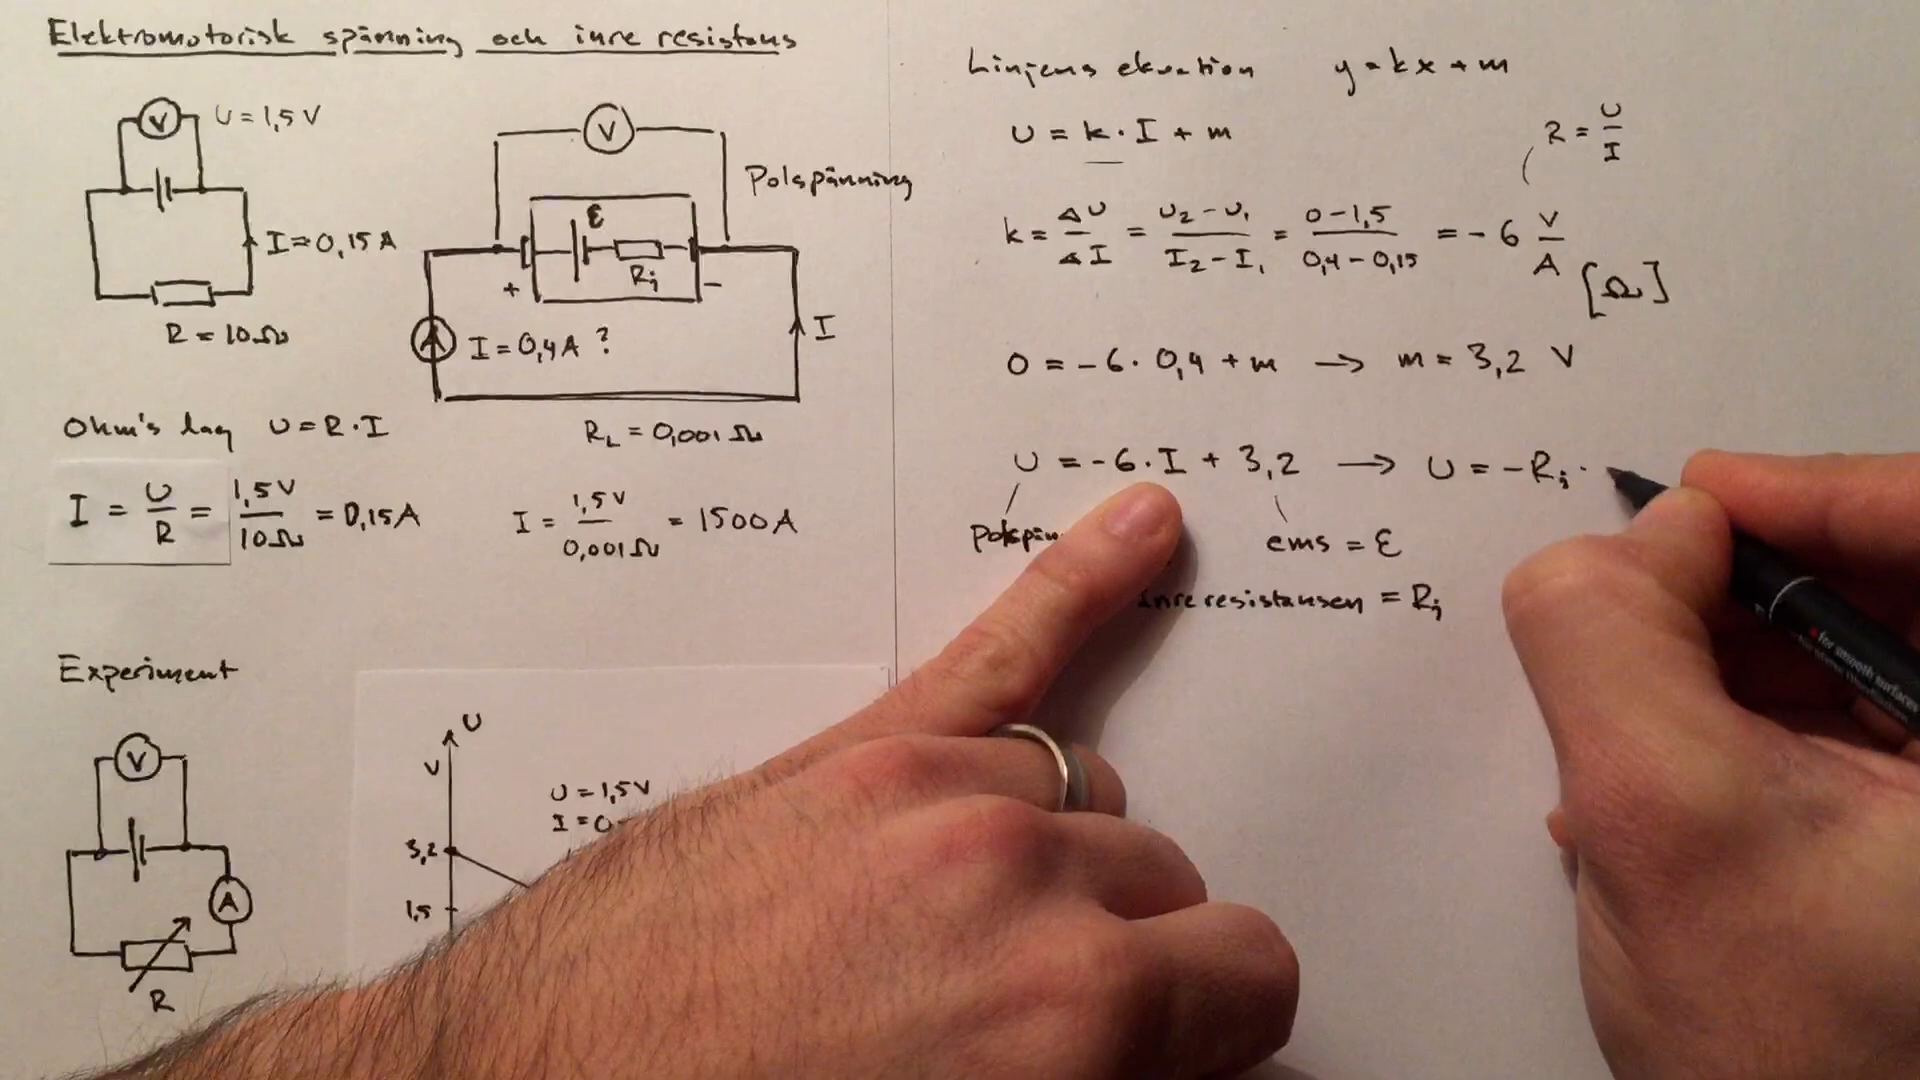 Elektromotorisk spänning och inre resistans
V
U = 1,5 V
I = 0,15 A
R = 10 Ω
V
Polspänning
ε
Ri
+
−
A
I = 0,4 A ?
I
RL = 0,001 Ω
Ohm's lag U = R · I
I = U/R = 1,5 V/10 Ω = 0,15 A
I = 1,5 V/0,001 Ω = 1500 A
Experiment
V
A
R
U
V
U = 1,5 V
I = 0
3,2
1,5
Linjens ekvation y = kx + m
U = k · I + m
R = U/I
k = ΔU/ΔI = U2 − U1/I2 − I1 = 0 − 1,5/0,4 − 0,15 = − 6 V/A
[Ω]
0 = − 6 · 0,4 + m → m = 3,2 V
U = − 6 · I + 3,2 → U = − Ri ·
Polspän
ems = ε
inre resistansen = Ri